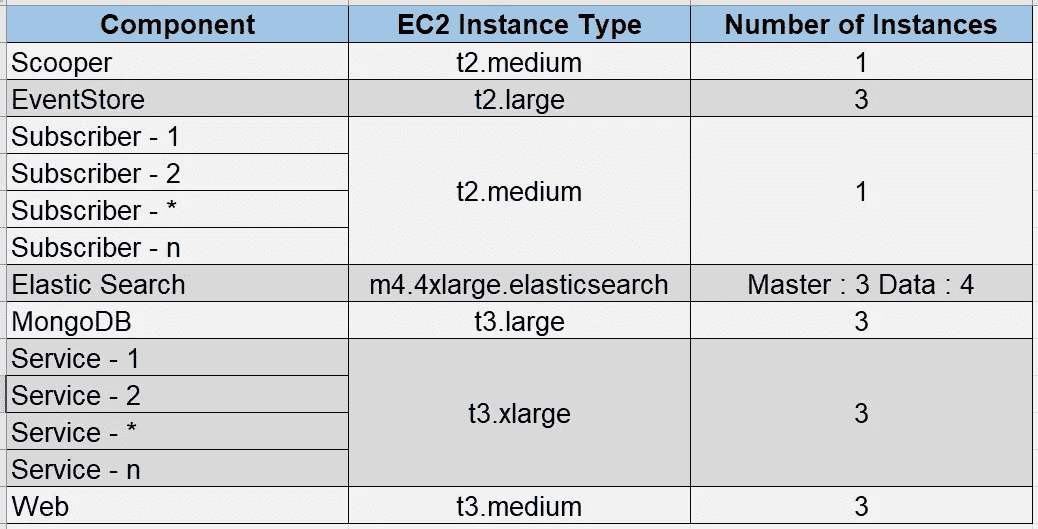 Component EC2 Instance Type Number of Instances
Scooper t2.medium 1
EventStore t2.large 3
Subscriber - 1
Subscriber - 2
Subscriber - *
Subscriber - n
t2.medium 1
Elastic Search m4.4xlarge.elasticsearch Master : 3 Data : 4
MongoDB t3.large 3
Service - 1
Service - 2
Service - *
Service - n
t3.xlarge 3
Web t3.medium 3